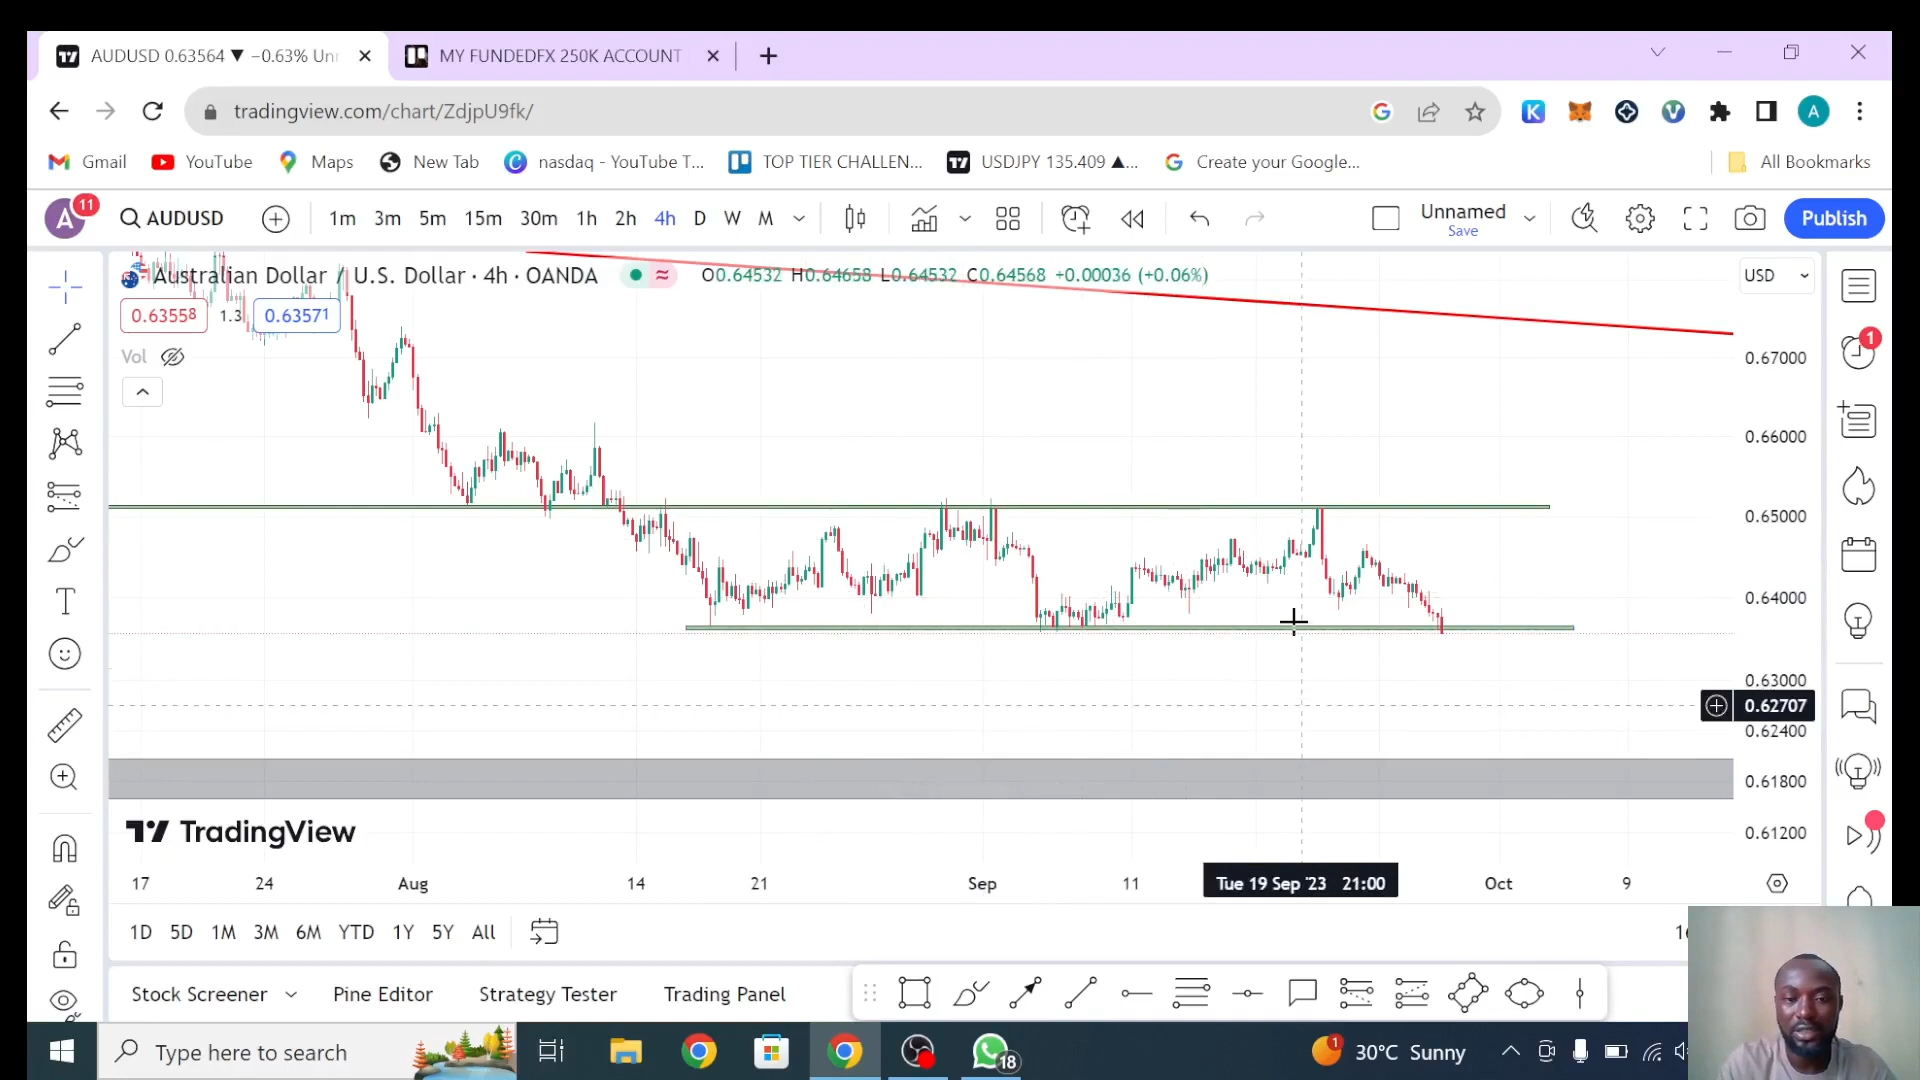 AUDUSD 0.63564 ▼ −0.63% Unr
MY FUNDEDFX 250K ACCOUNT
tradingview.com/chart/ZdjpU9fk/
Gmail YouTube Maps New Tab nasdaq - YouTube T... TOP TIER CHALLEN... USDJPY 135.409 ▲... Create your Google... All Bookmarks
A 11 AUDUSD 1m 3m 5m 15m 30m 1h 2h 4h D W M Unnamed Publish
Save
Australian Dollar / U.S. Dollar · 4h · OANDA O0.64532 H0.64658 L0.64532 C0.64568 +0.00036 (+0.06%) USD
0.63558 1.3 0.63571
Vol
0.67000
0.66000
0.65000
0.64000
0.63000
0.62707
0.62400
0.61800
0.61200
TradingView
17 24 Aug 14 21 Sep 11 Tue 19 Sep '23 21:00 Oct 9
1D 5D 1M 3M 6M YTD 1Y 5Y All
Stock Screener Pine Editor Strategy Tester Trading Panel
Type here to search 18 1 30°C Sunny